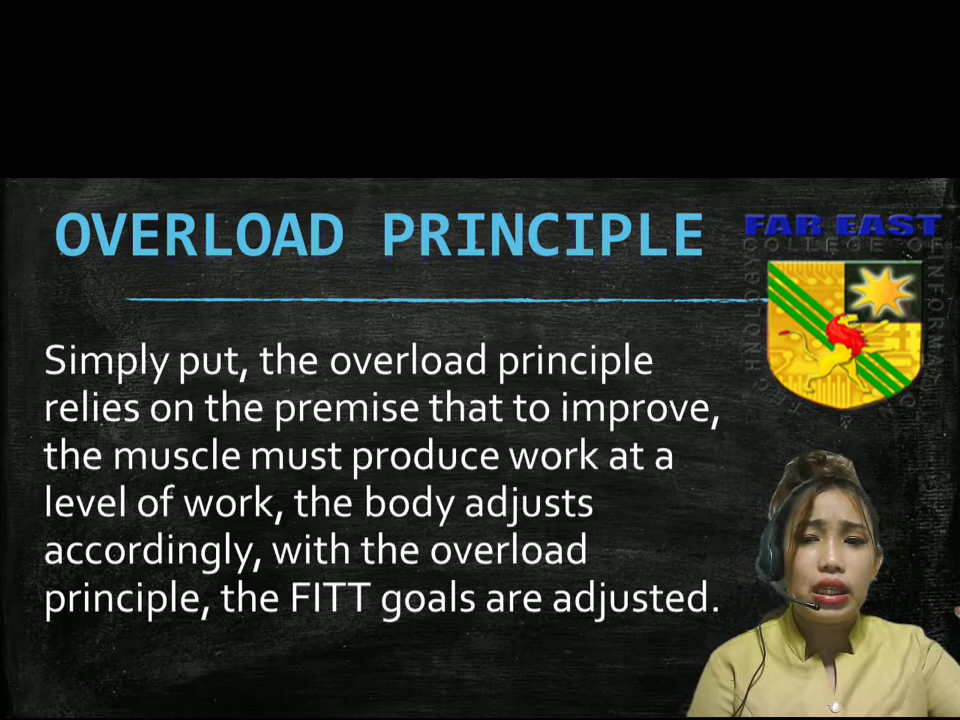 OVERLOAD PRINCIPLE
FAR EAST
Simply put, the overload principle
relies on the premise that to improve,
the muscle must produce work at a
level of work, the body adjusts
accordingly, with the overload
principle, the FITT goals are adjusted.